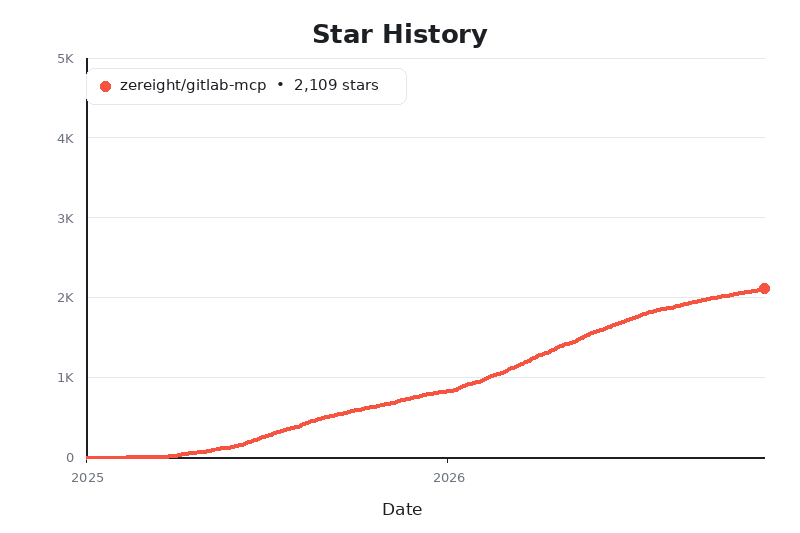 Star History
5K
zereight/gitlab-mcp • 2,109 stars
4K
3K
2K
1K
0
2025 2026
Date